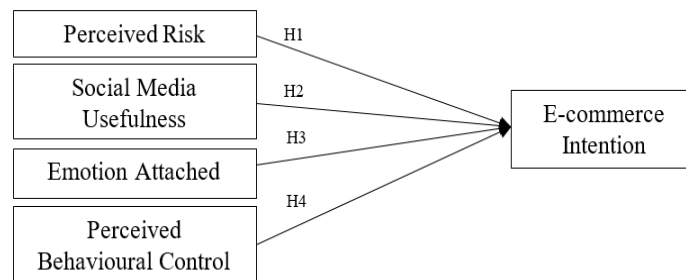 Perceived Risk
H1
Social Media
Usefulness
H2
H3
Emotion Attached
H4
Perceived
Behavioural Control
E-commerce
Intention